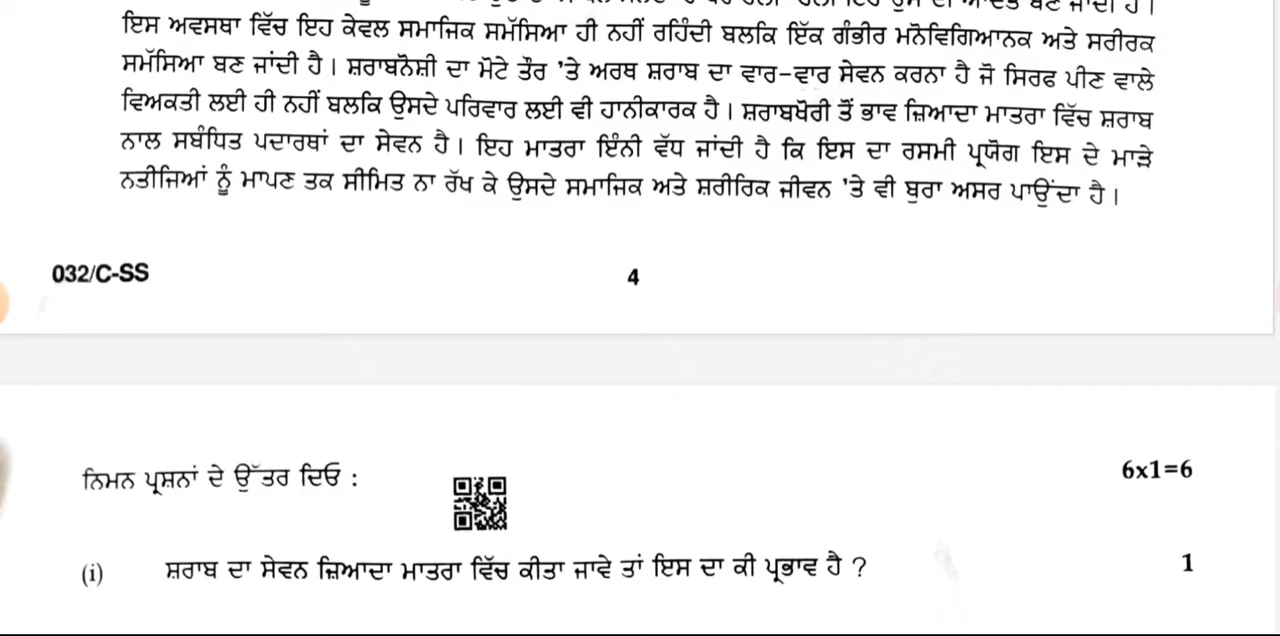 ਇਸ ਅਵਸਥਾ ਵਿੱਚ ਇਹ ਕੇਵਲ ਸਮਾਜਿਕ ਸਮੱਸਿਆ ਹੀ ਨਹੀਂ ਰਹਿੰਦੀ ਬਲਕਿ ਇੱਕ ਗੰਭੀਰ ਮਨੋਵਿਗਿਆਨਕ ਅਤੇ ਸਰੀਰਕ
ਸਮੱਸਿਆ ਬਣ ਜਾਂਦੀ ਹੈ। ਸ਼ਰਾਬਨੋਸ਼ੀ ਦਾ ਮੋਟੇ ਤੌਰ 'ਤੇ ਅਰਥ ਸ਼ਰਾਬ ਦਾ ਵਾਰ-ਵਾਰ ਸੇਵਨ ਕਰਨਾ ਹੈ ਜੋ ਸਿਰਫ ਪੀਣ ਵਾਲੇ
ਵਿਅਕਤੀ ਲਈ ਹੀ ਨਹੀਂ ਬਲਕਿ ਉਸਦੇ ਪਰਿਵਾਰ ਲਈ ਵੀ ਹਾਨੀਕਾਰਕ ਹੈ। ਸ਼ਰਾਬਖੋਰੀ ਤੋਂ ਭਾਵ ਜ਼ਿਆਦਾ ਮਾਤਰਾ ਵਿੱਚ ਸ਼ਰਾਬ
ਨਾਲ ਸਬੰਧਿਤ ਪਦਾਰਥਾਂ ਦਾ ਸੇਵਨ ਹੈ। ਇਹ ਮਾਤਰਾ ਇੰਨੀ ਵੱਧ ਜਾਂਦੀ ਹੈ ਕਿ ਇਸ ਦਾ ਰਸਮੀ ਪ੍ਰਯੋਗ ਇਸ ਦੇ ਮਾੜੇ
ਨਤੀਜਿਆਂ ਨੂੰ ਮਾਪਣ ਤਕ ਸੀਮਿਤ ਨਾ ਰੱਖ ਕੇ ਉਸਦੇ ਸਮਾਜਿਕ ਅਤੇ ਸ਼ਰੀਰਿਕ ਜੀਵਨ 'ਤੇ ਵੀ ਬੁਰਾ ਅਸਰ ਪਾਉਂਦਾ ਹੈ।
032/C-SS 4
ਨਿਮਨ ਪ੍ਰਸ਼ਨਾਂ ਦੇ ਉੱਤਰ ਦਿਓ : 6x1=6
(i) ਸ਼ਰਾਬ ਦਾ ਸੇਵਨ ਜ਼ਿਆਦਾ ਮਾਤਰਾ ਵਿੱਚ ਕੀਤਾ ਜਾਵੇ ਤਾਂ ਇਸ ਦਾ ਕੀ ਪ੍ਰਭਾਵ ਹੈ ? 1